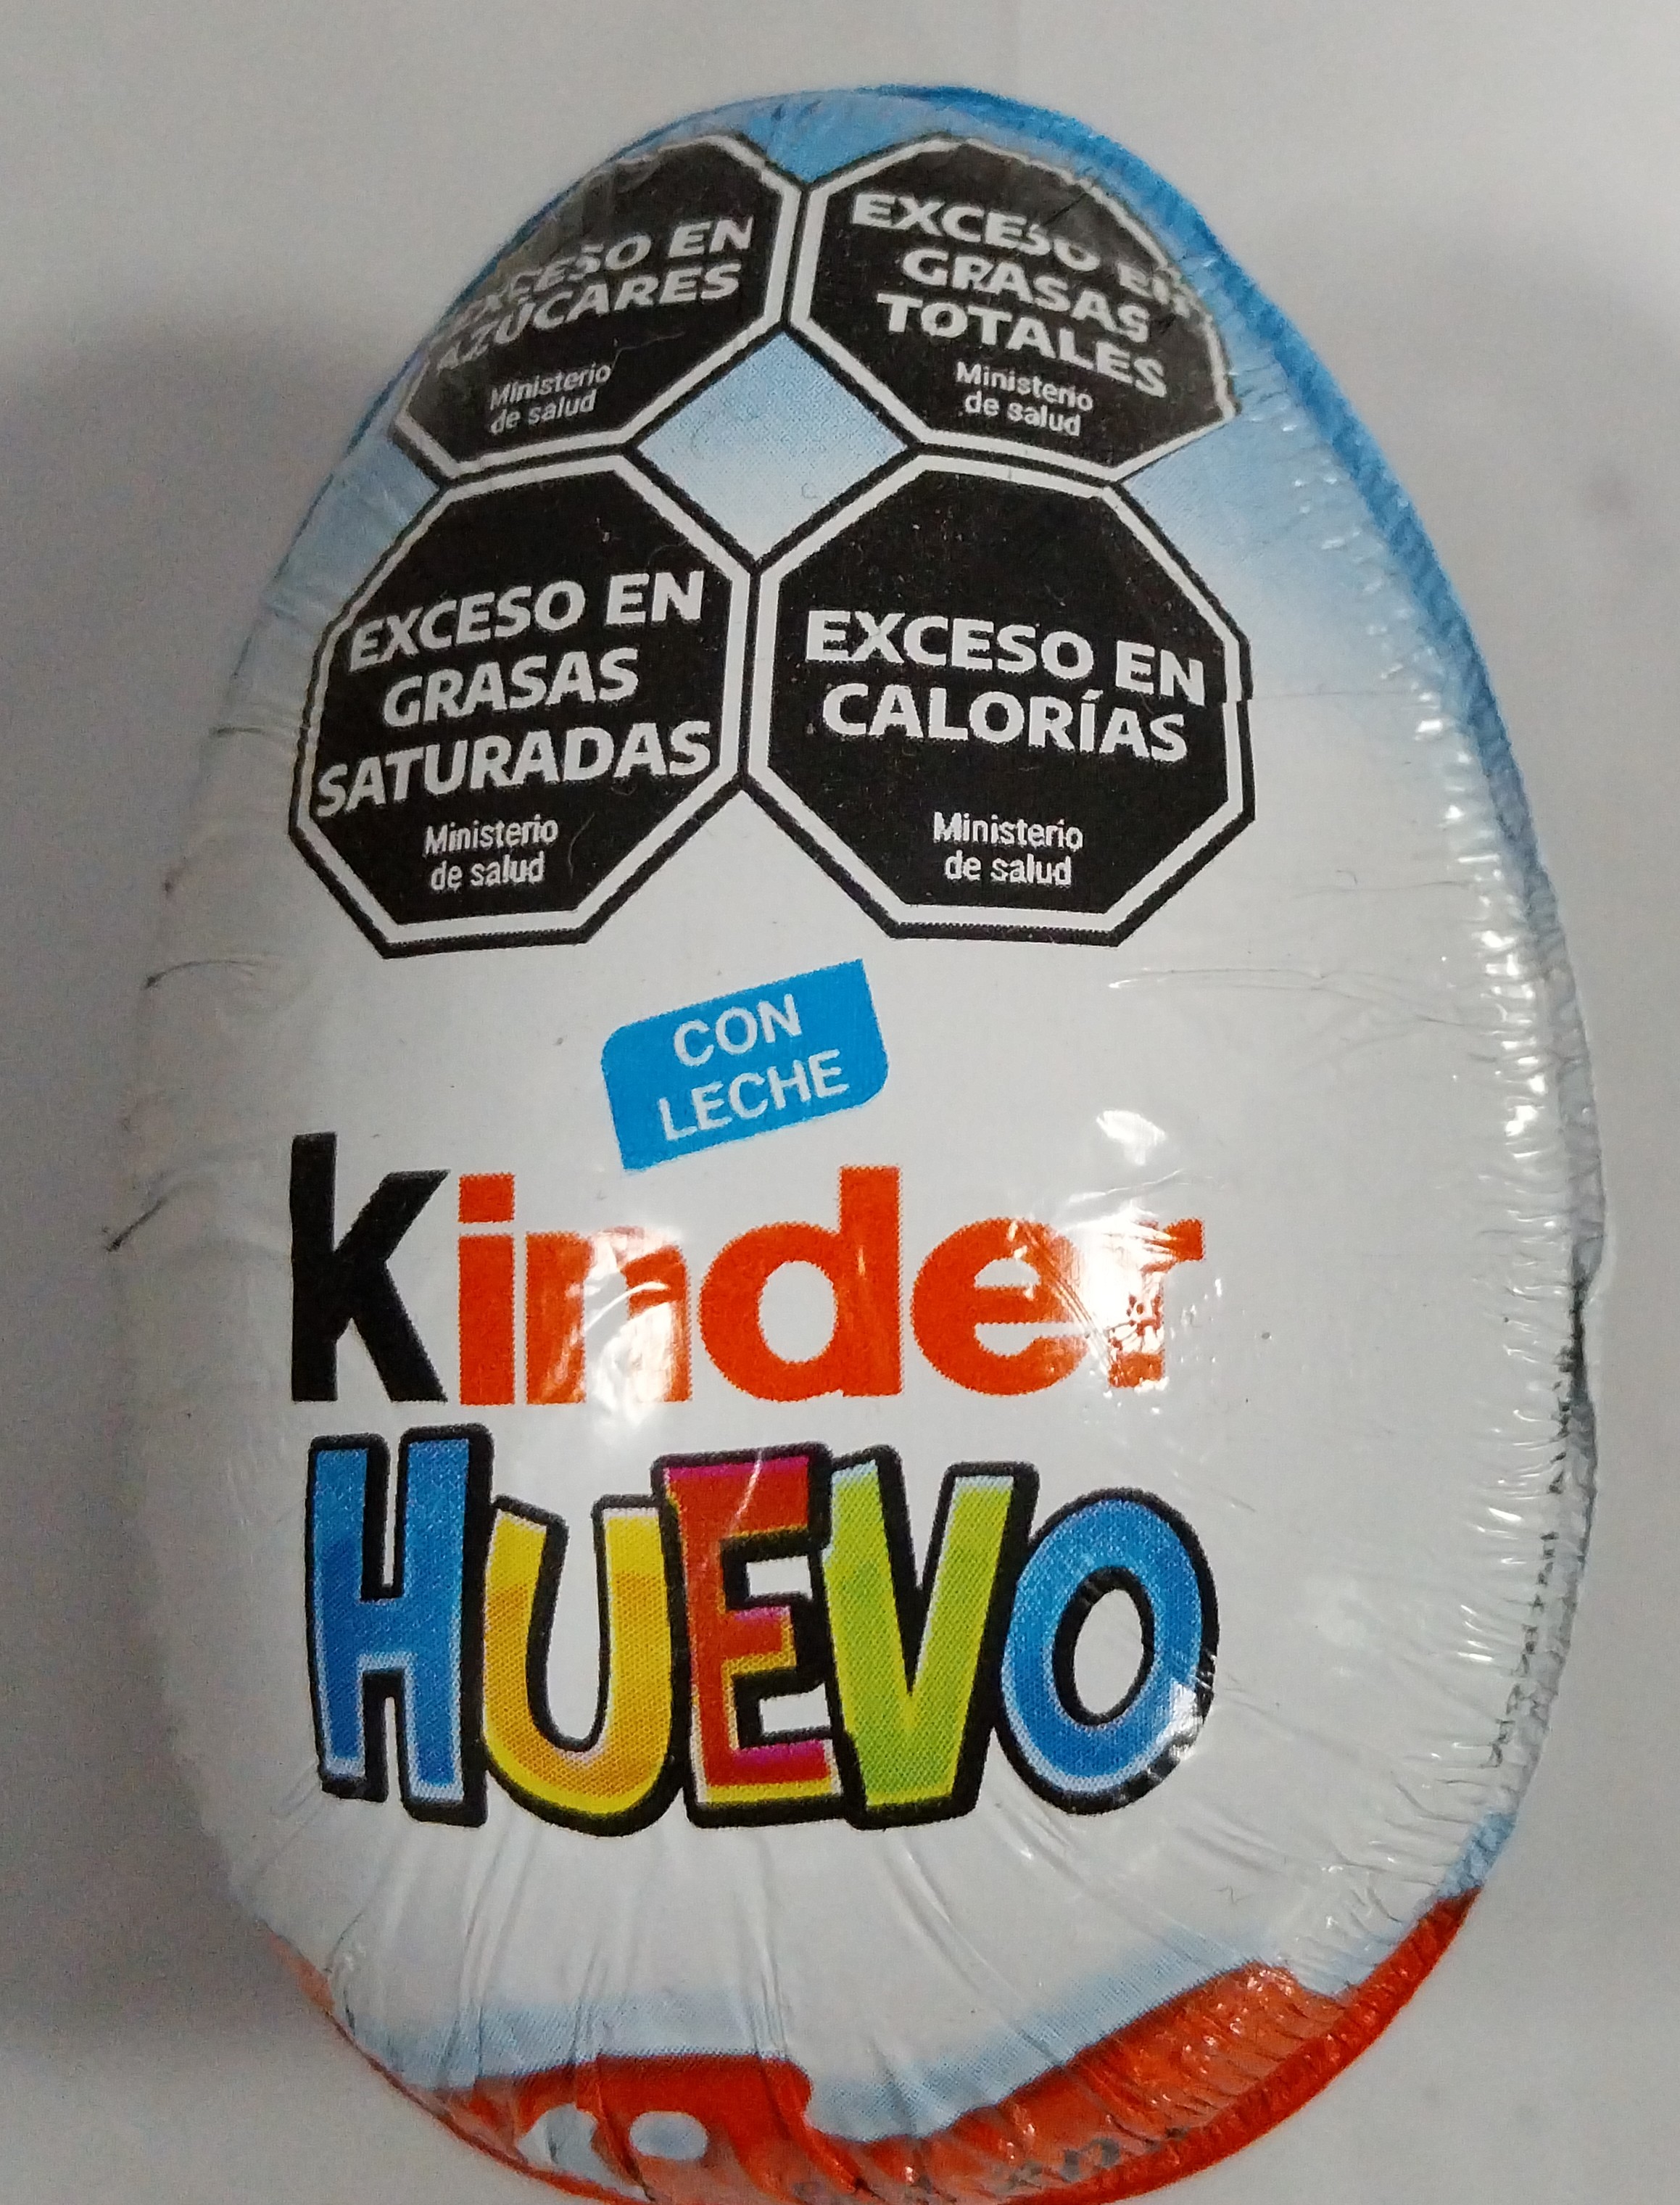 EXCESO EN
AZÚCARES
Ministerio
de salud
EXCESO EN
GRASAS
TOTALES
Ministerio
de salud
EXCESO EN
GRASAS
SATURADAS
Ministerio
de salud
EXCESO EN
CALORÍAS
Ministerio
de salud
CON
LECHE
Kinder
HUEVO